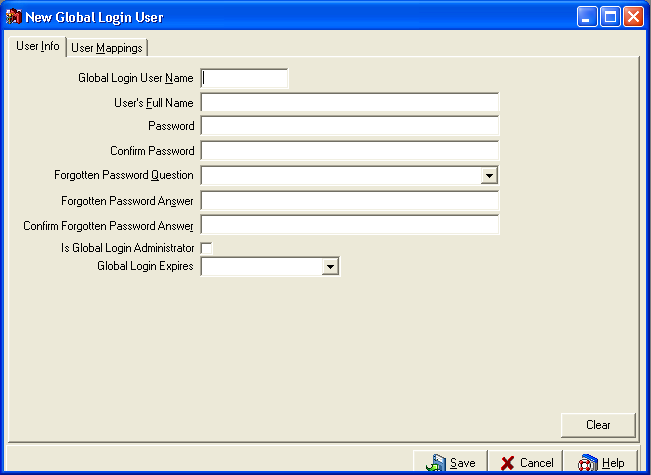 New Global Login User
User Info User Mappings
Global Login User Name
User's Full Name
Password
Confirm Password
Forgotten Password Question
Forgotten Password Answer
Confirm Forgotten Password Answer
Is Global Login Administrator
Global Login Expires
Clear
Save Cancel Help